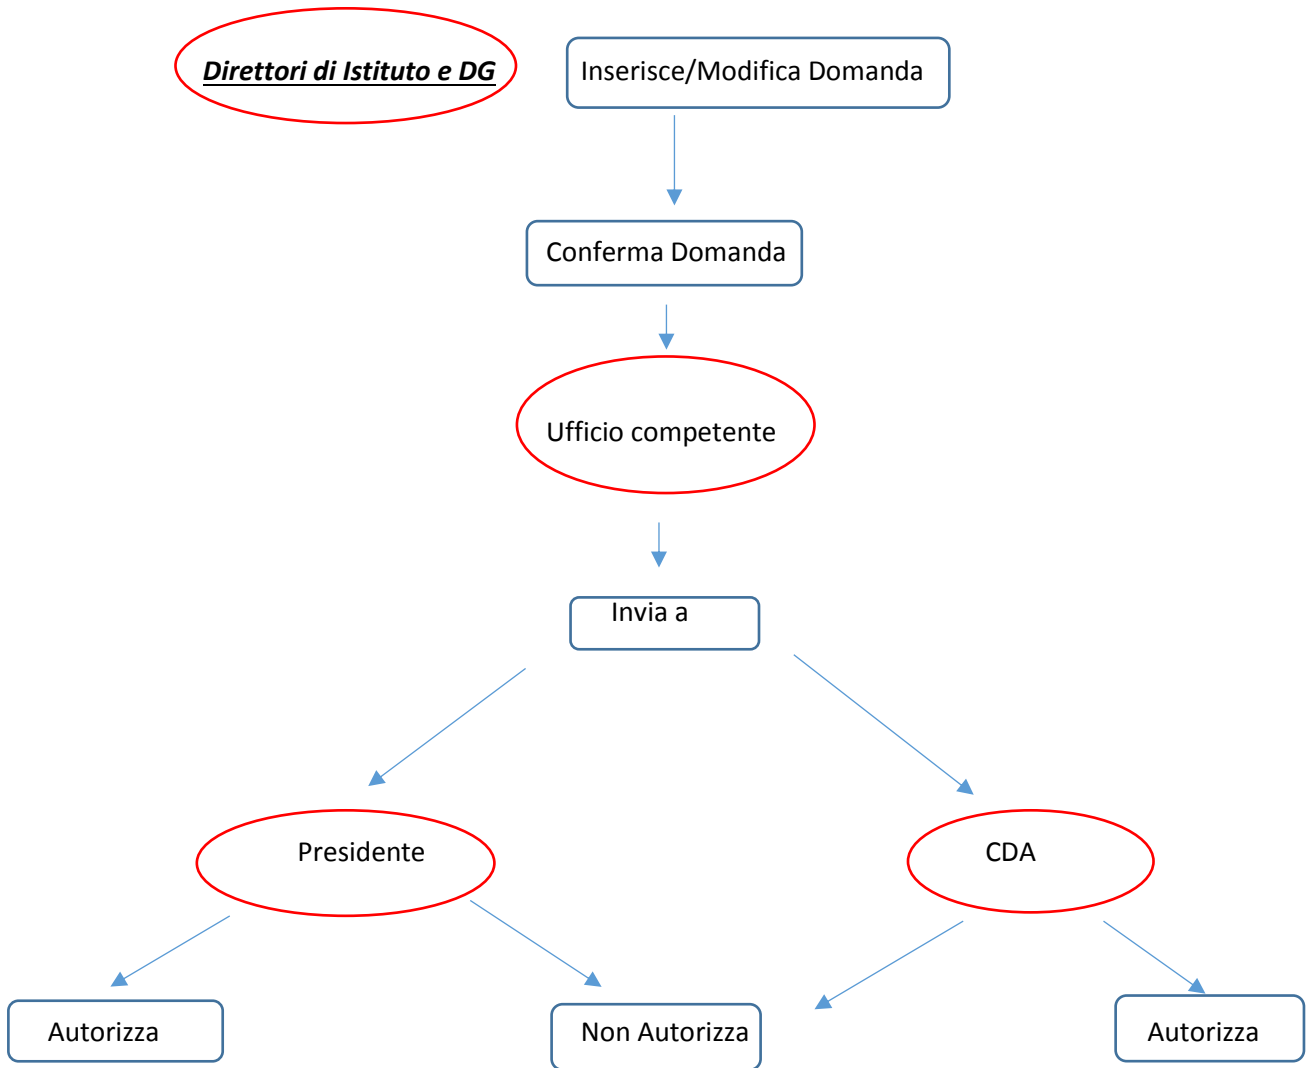 Direttori di Istituto e DG
Inserisce/Modifica Domanda
Conferma Domanda
Ufficio competente
Invia a
Presidente
CDA
Autorizza
Non Autorizza
Autorizza